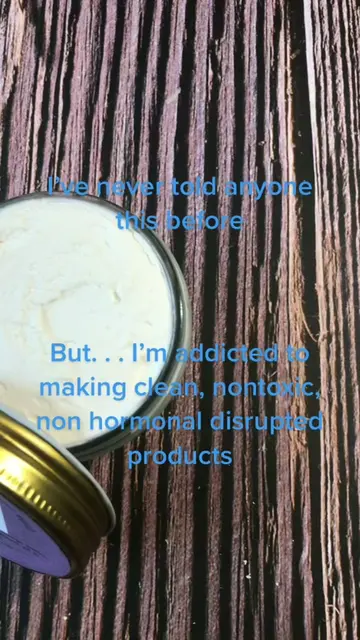 I've never told anyone
this before
But. . . I'm addicted to
making clean, nontoxic,
non hormonal disrupted
products